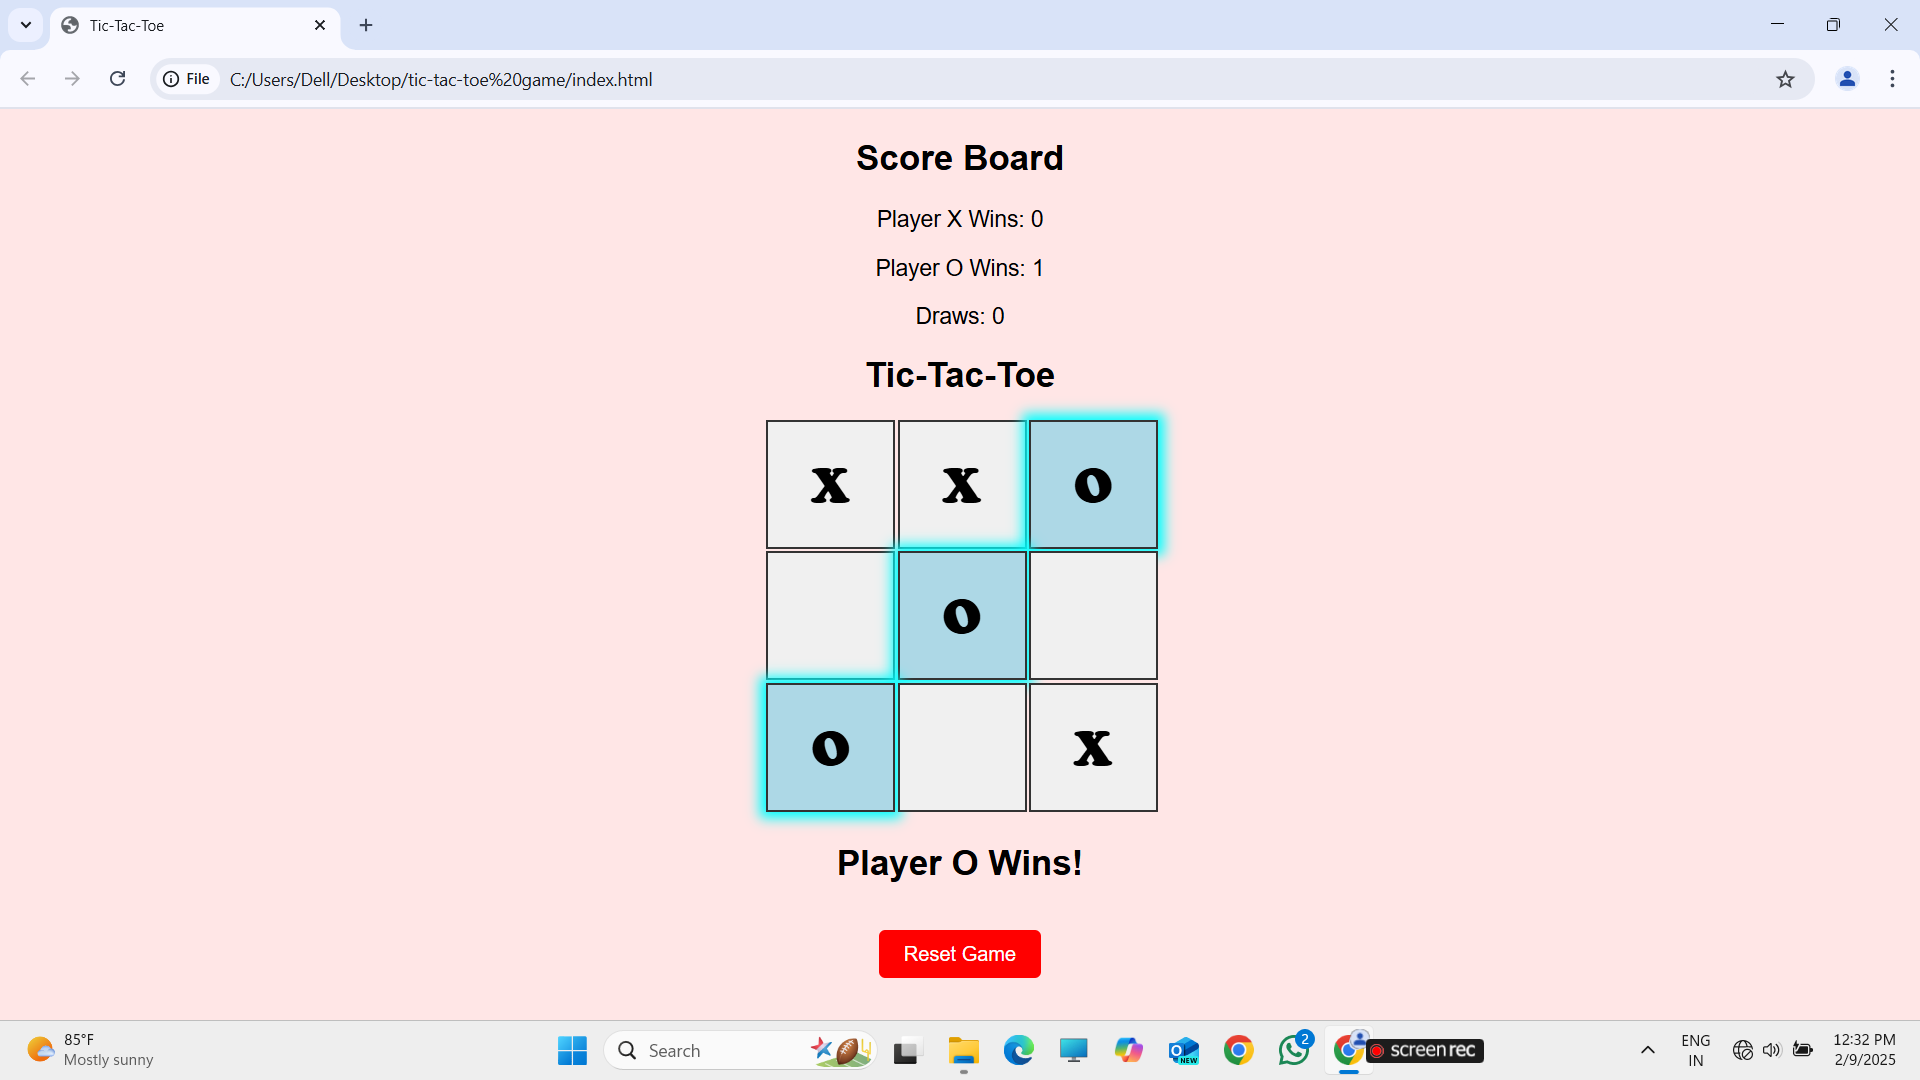 Tic-Tac-Toe
File
C:/Users/Dell/Desktop/tic-tac-toe%20game/index.html
Score Board
Player X Wins: 0
Player O Wins: 1
Draws: 0
Tic-Tac-Toe
X X O
O
O X
Player O Wins!
Reset Game
85°F
Mostly sunny
Search
NEW
2
screenrec
ENG
IN
12:32 PM
2/9/2025